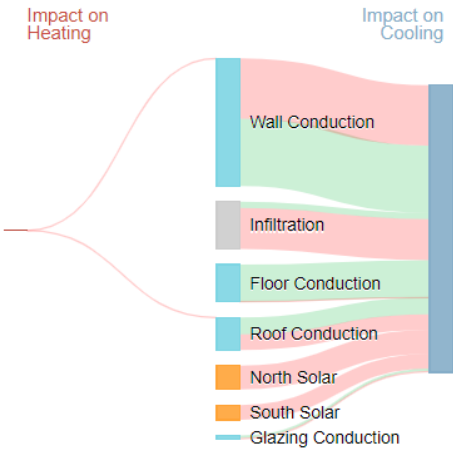 Impact on
Heating
Impact on
Cooling
Wall Conduction
Infiltration
Floor Conduction
Roof Conduction
North Solar
South Solar
Glazing Conduction